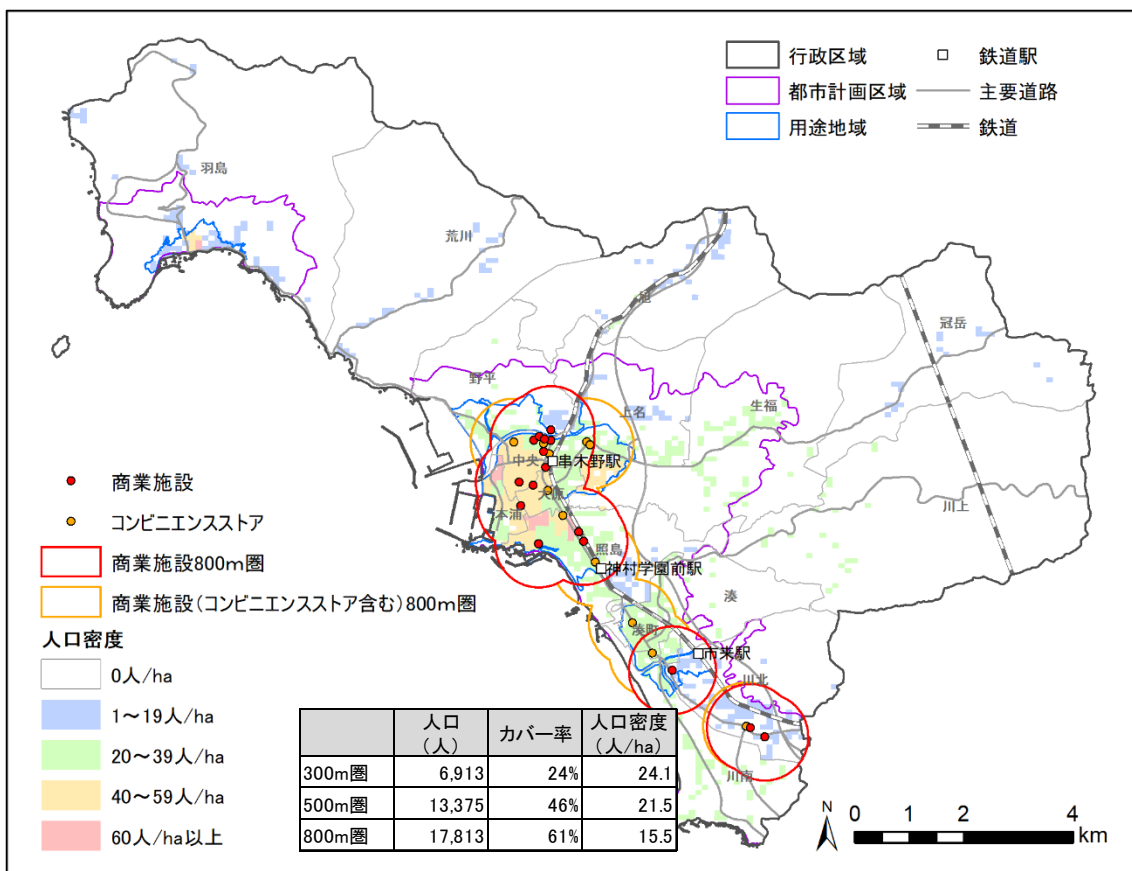 行政区域
鉄道駅
都市計画区域
主要道路
用途地域
鉄道
羽島
荒川
旭
冠岳
野平
上名
生福
串木野駅
中央
大原
本浦
川上
照島
神村学園前駅
湊
湊町
市来駅
川北
川南
商業施設
コンビニエンスストア
商業施設800m圏
商業施設(コンビニエンスストア含む)800m圏
人口密度
0人/ha
1～19人/ha
20～39人/ha
40～59人/ha
60人/ha以上
人口(人) カバー率 人口密度(人/ha)
300m圏 6,913 24% 24.1
500m圏 13,375 46% 21.5
800m圏 17,813 61% 15.5
N
0 1 2 4
km